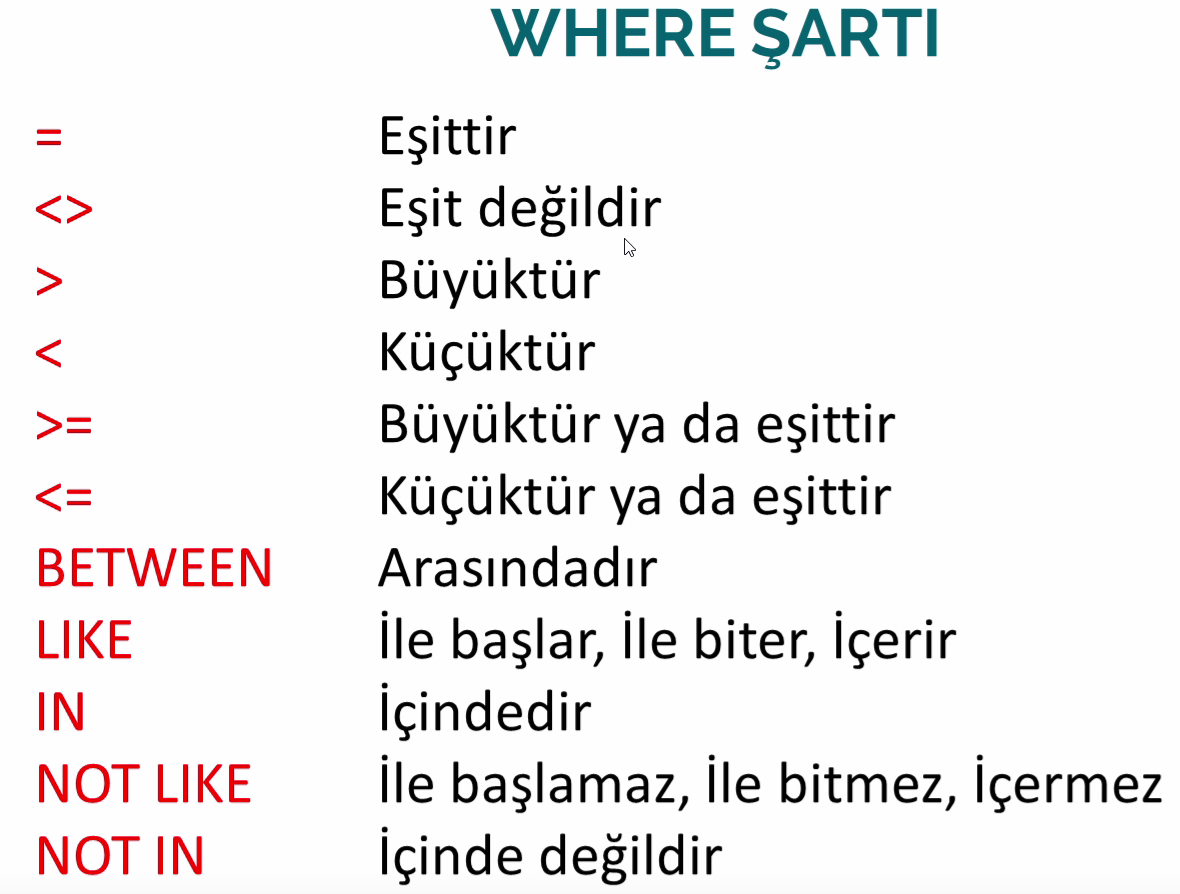 WHERE ŞARTI
= Eşittir
<> Eşit değildir
> Büyüktür
< Küçüktür
>= Büyüktür ya da eşittir
<= Küçüktür ya da eşittir
BETWEEN Arasındadır
LIKE İle başlar, İle biter, İçerir
IN İçindedir
NOT LIKE İle başlamaz, İle bitmez, İçermez
NOT IN İçinde değildir